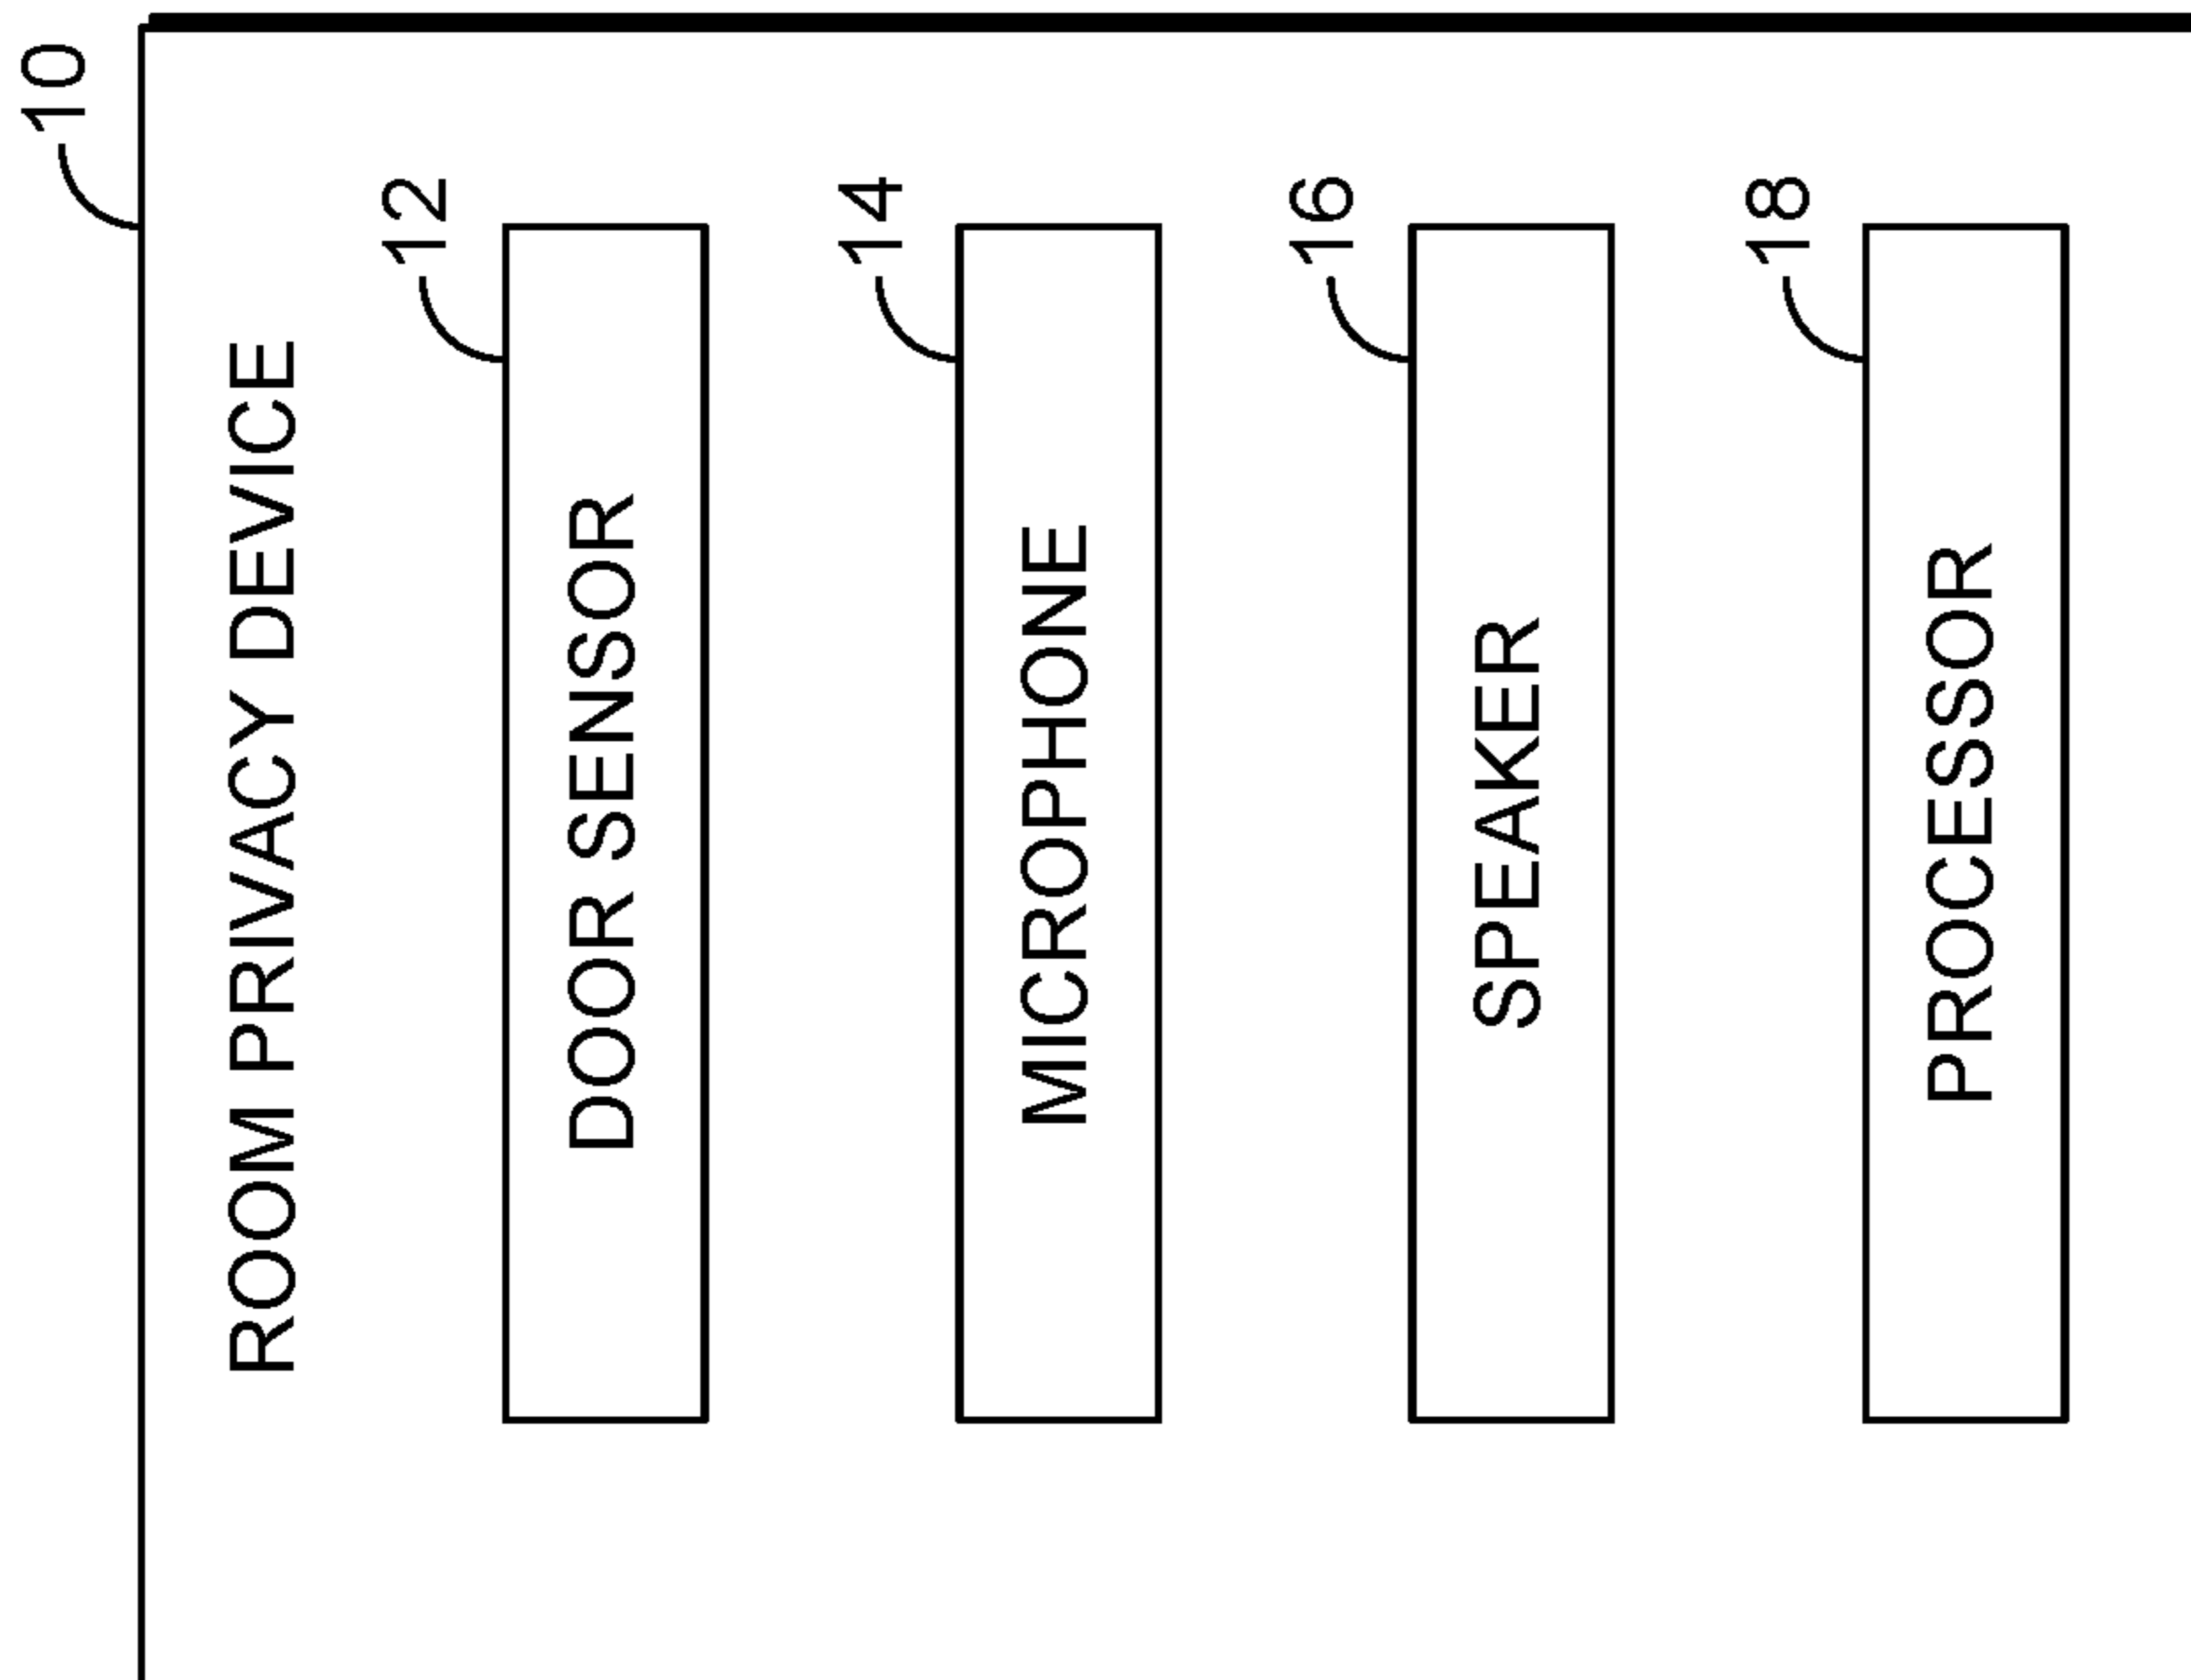 10
ROOM PRIVACY DEVICE
12
DOOR SENSOR
14
MICROPHONE
16
SPEAKER
18
PROCESSOR